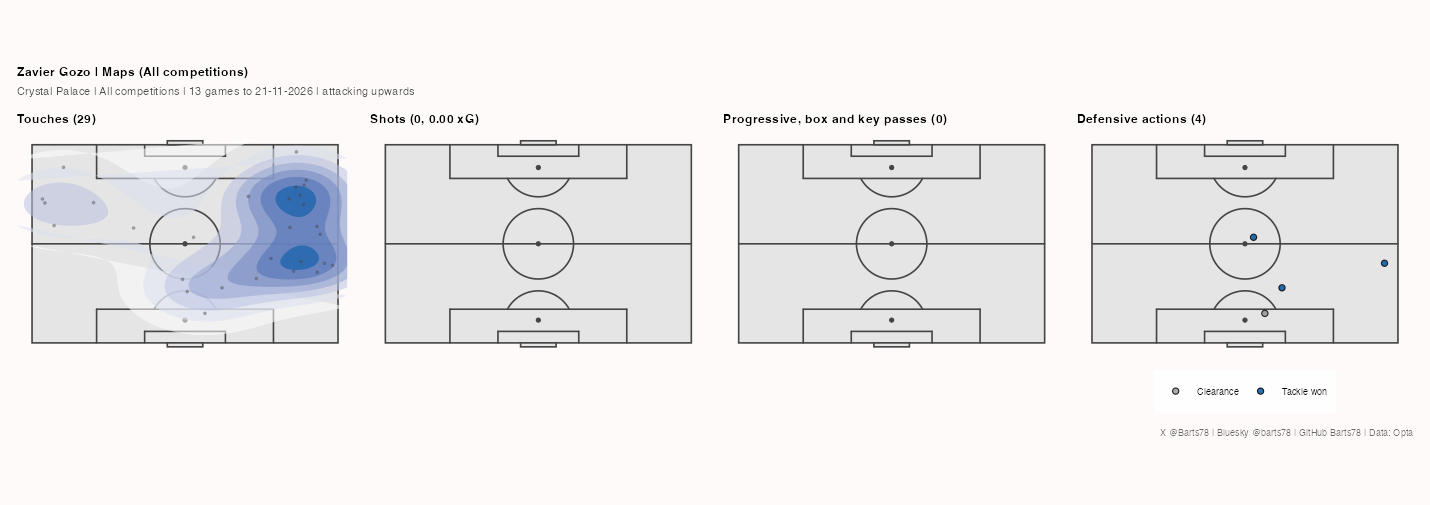 Zavier Gozo | Maps (All competitions)
Crystal Palace | All competitions | 13 games to 21-11-2026 | attacking upwards
Touches (29)
Shots (0, 0.00 xG)
Progressive, box and key passes (0)
Defensive actions (4)
Clearance
Tackle won
X @Barts78 | Bluesky @barts78 | GitHub Barts78 | Data: Opta